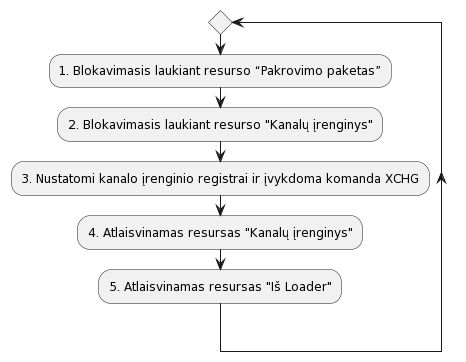 1. Blokavimasis laukiant resurso “Pakrovimo paketas”
2. Blokavimasis laukiant resurso "Kanalų įrenginys"
3. Nustatomi kanalo įrenginio registrai ir įvykdoma komanda XCHG
4. Atlaisvinamas resursas "Kanalų įrenginys"
5. Atlaisvinamas resursas "Iš Loader"